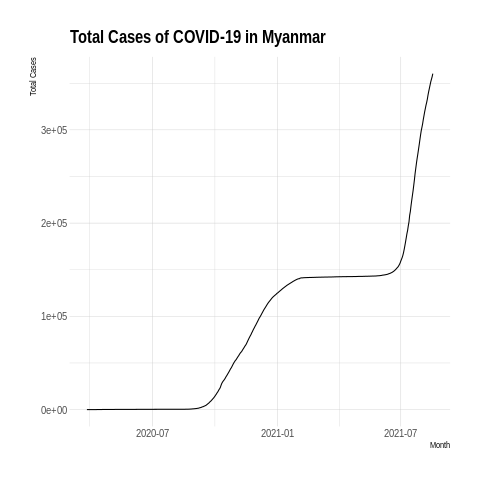 Total Cases of COVID-19 in Myanmar
Total Cases
3e+05
2e+05
1e+05
0e+00
2020-07 2021-01 2021-07
Month